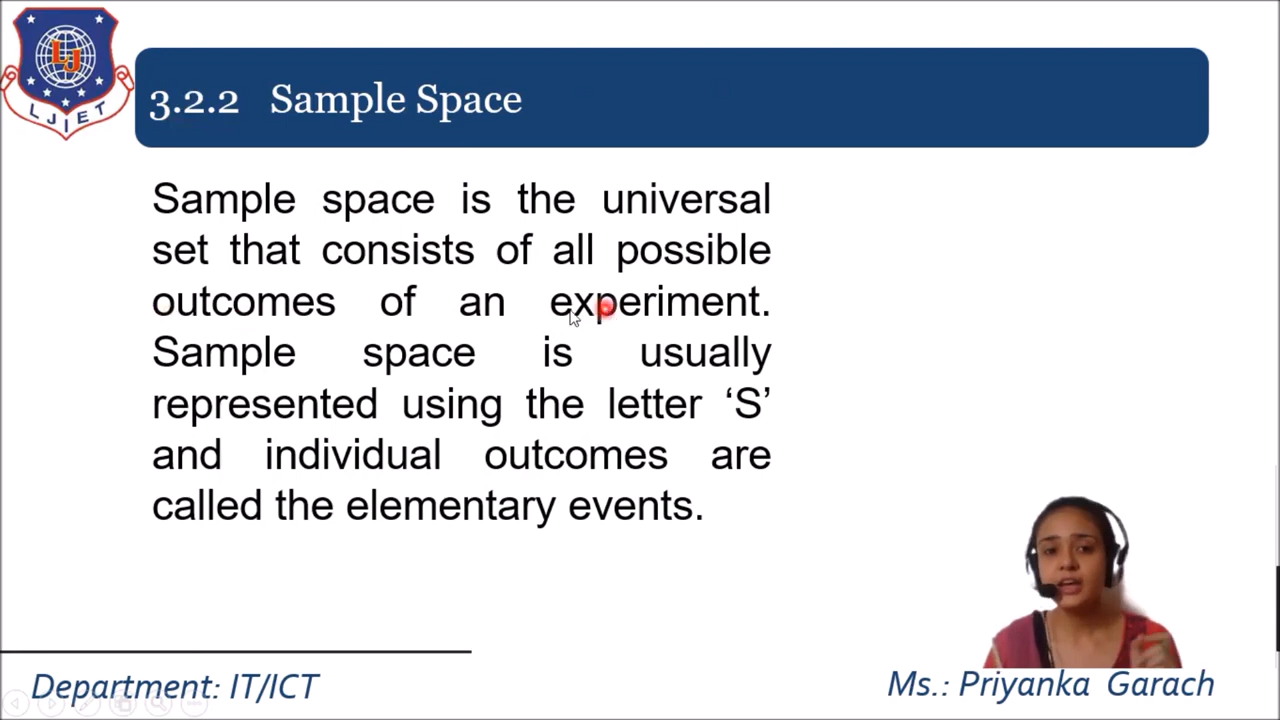 LJ
LJIET
3.2.2 Sample Space
Sample space is the universal
set that consists of all possible
outcomes of an experiment.
Sample space is usually
represented using the letter ‘S’
and individual outcomes are
called the elementary events.
Department: IT/ICT
Ms.: Priyanka Garach